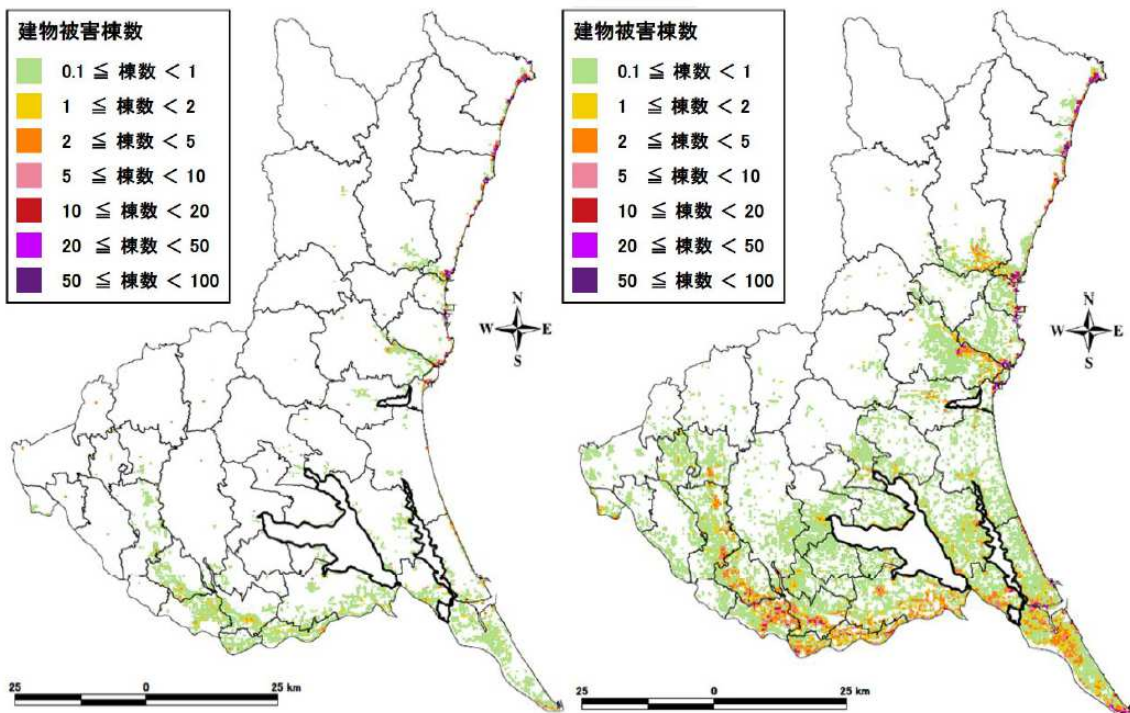 建物被害棟数
0.1 ≦ 棟数 < 1
1 ≦ 棟数 < 2
2 ≦ 棟数 < 5
5 ≦ 棟数 < 10
10 ≦ 棟数 < 20
20 ≦ 棟数 < 50
50 ≦ 棟数 < 100
N
W E
S
25 0 25 km
建物被害棟数
0.1 ≦ 棟数 < 1
1 ≦ 棟数 < 2
2 ≦ 棟数 < 5
5 ≦ 棟数 < 10
10 ≦ 棟数 < 20
20 ≦ 棟数 < 50
50 ≦ 棟数 < 100
N
W E
S
25 0 25 km